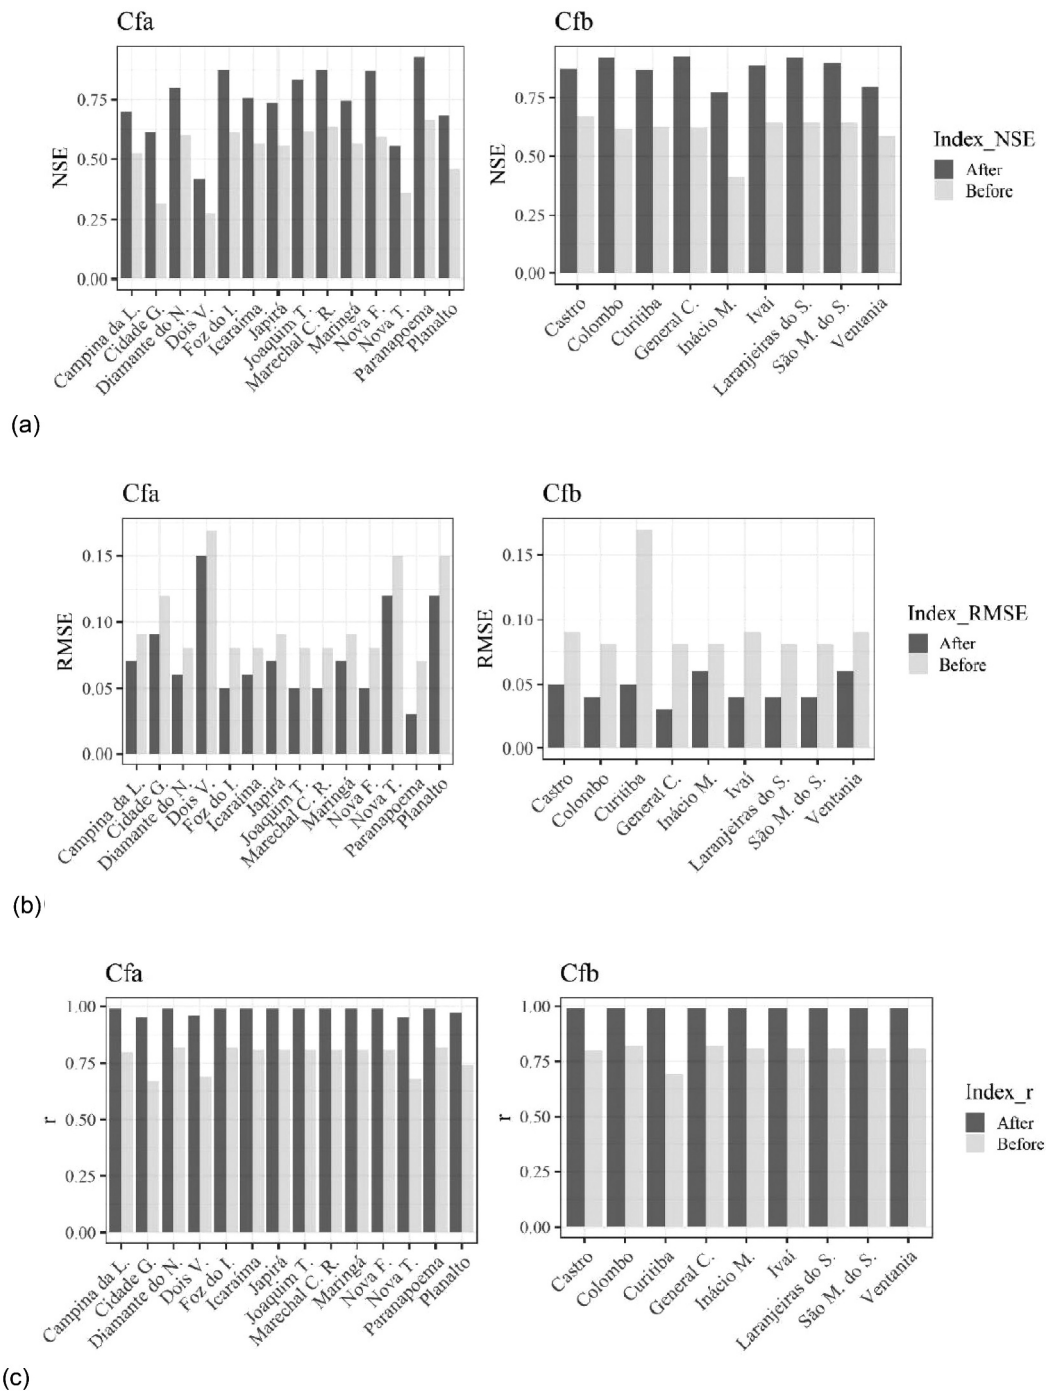 Cfa
Cfb
NSE
0.75
0.50
0.25
0.00
Campina da L.
Cidade G.
Diamante do N.
Dois V.
Foz do I.
Icaraíma
Japirá
Joaquim T.
Marechal C. R.
Maringá
Nova F.
Nova T.
Paranapoema
Planalto
NSE
0.75
0.50
0.25
0.00
Castro
Colombo
Curitiba
General C.
Inácio M.
Ivaí
Laranjeiras do S.
São M. do S.
Ventania
Index_NSE
After
Before
(a)
Cfa
Cfb
RMSE
0.15
0.10
0.05
0.00
Campina da L.
Cidade G.
Diamante do N.
Dois V.
Foz do I.
Icaraíma
Japirá
Joaquim T.
Marechal C. R.
Maringá
Nova F.
Nova T.
Paranapoema
Planalto
RMSE
0.15
0.10
0.05
0.00
Castro
Colombo
Curitiba
General C.
Inácio M.
Ivaí
Laranjeiras do S.
São M. do S.
Ventania
Index_RMSE
After
Before
(b)
Cfa
Cfb
r
1.00
0.75
0.50
0.25
0.00
Campina da L.
Cidade G.
Diamante do N.
Dois V.
Foz do I.
Icaraíma
Japirá
Joaquim T.
Marechal C. R.
Maringá
Nova F.
Nova T.
Paranapoema
Planalto
r
1.00
0.75
0.50
0.25
0.00
Castro
Colombo
Curitiba
General C.
Inácio M.
Ivaí
Laranjeiras do S.
São M. do S.
Ventania
Index_r
After
Before
(c)